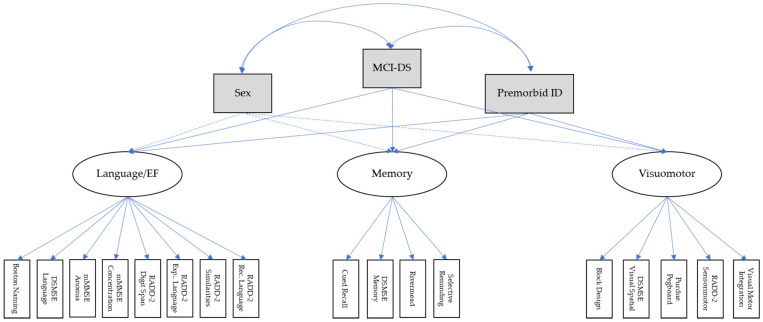 MCI-DS
Sex
Premorbid ID
Language/EF
Memory
Visuomotor
Boston Naming
DSMSE
Language
mMMSE
Anomia
mMMSE
Concentration
RADD-2
Digit Span
RADD-2
Exp.. Language
RADD-2
Similarities
RADD-2
Rec. Language
Cued Recall
DSMSE
Memory
Rivermead
Selective
Reminding
Block Design
DSMSE
Visual Spatial
Purdue
Pegboard
RADD-2
Sensorimotor
Visual Motor
Integration